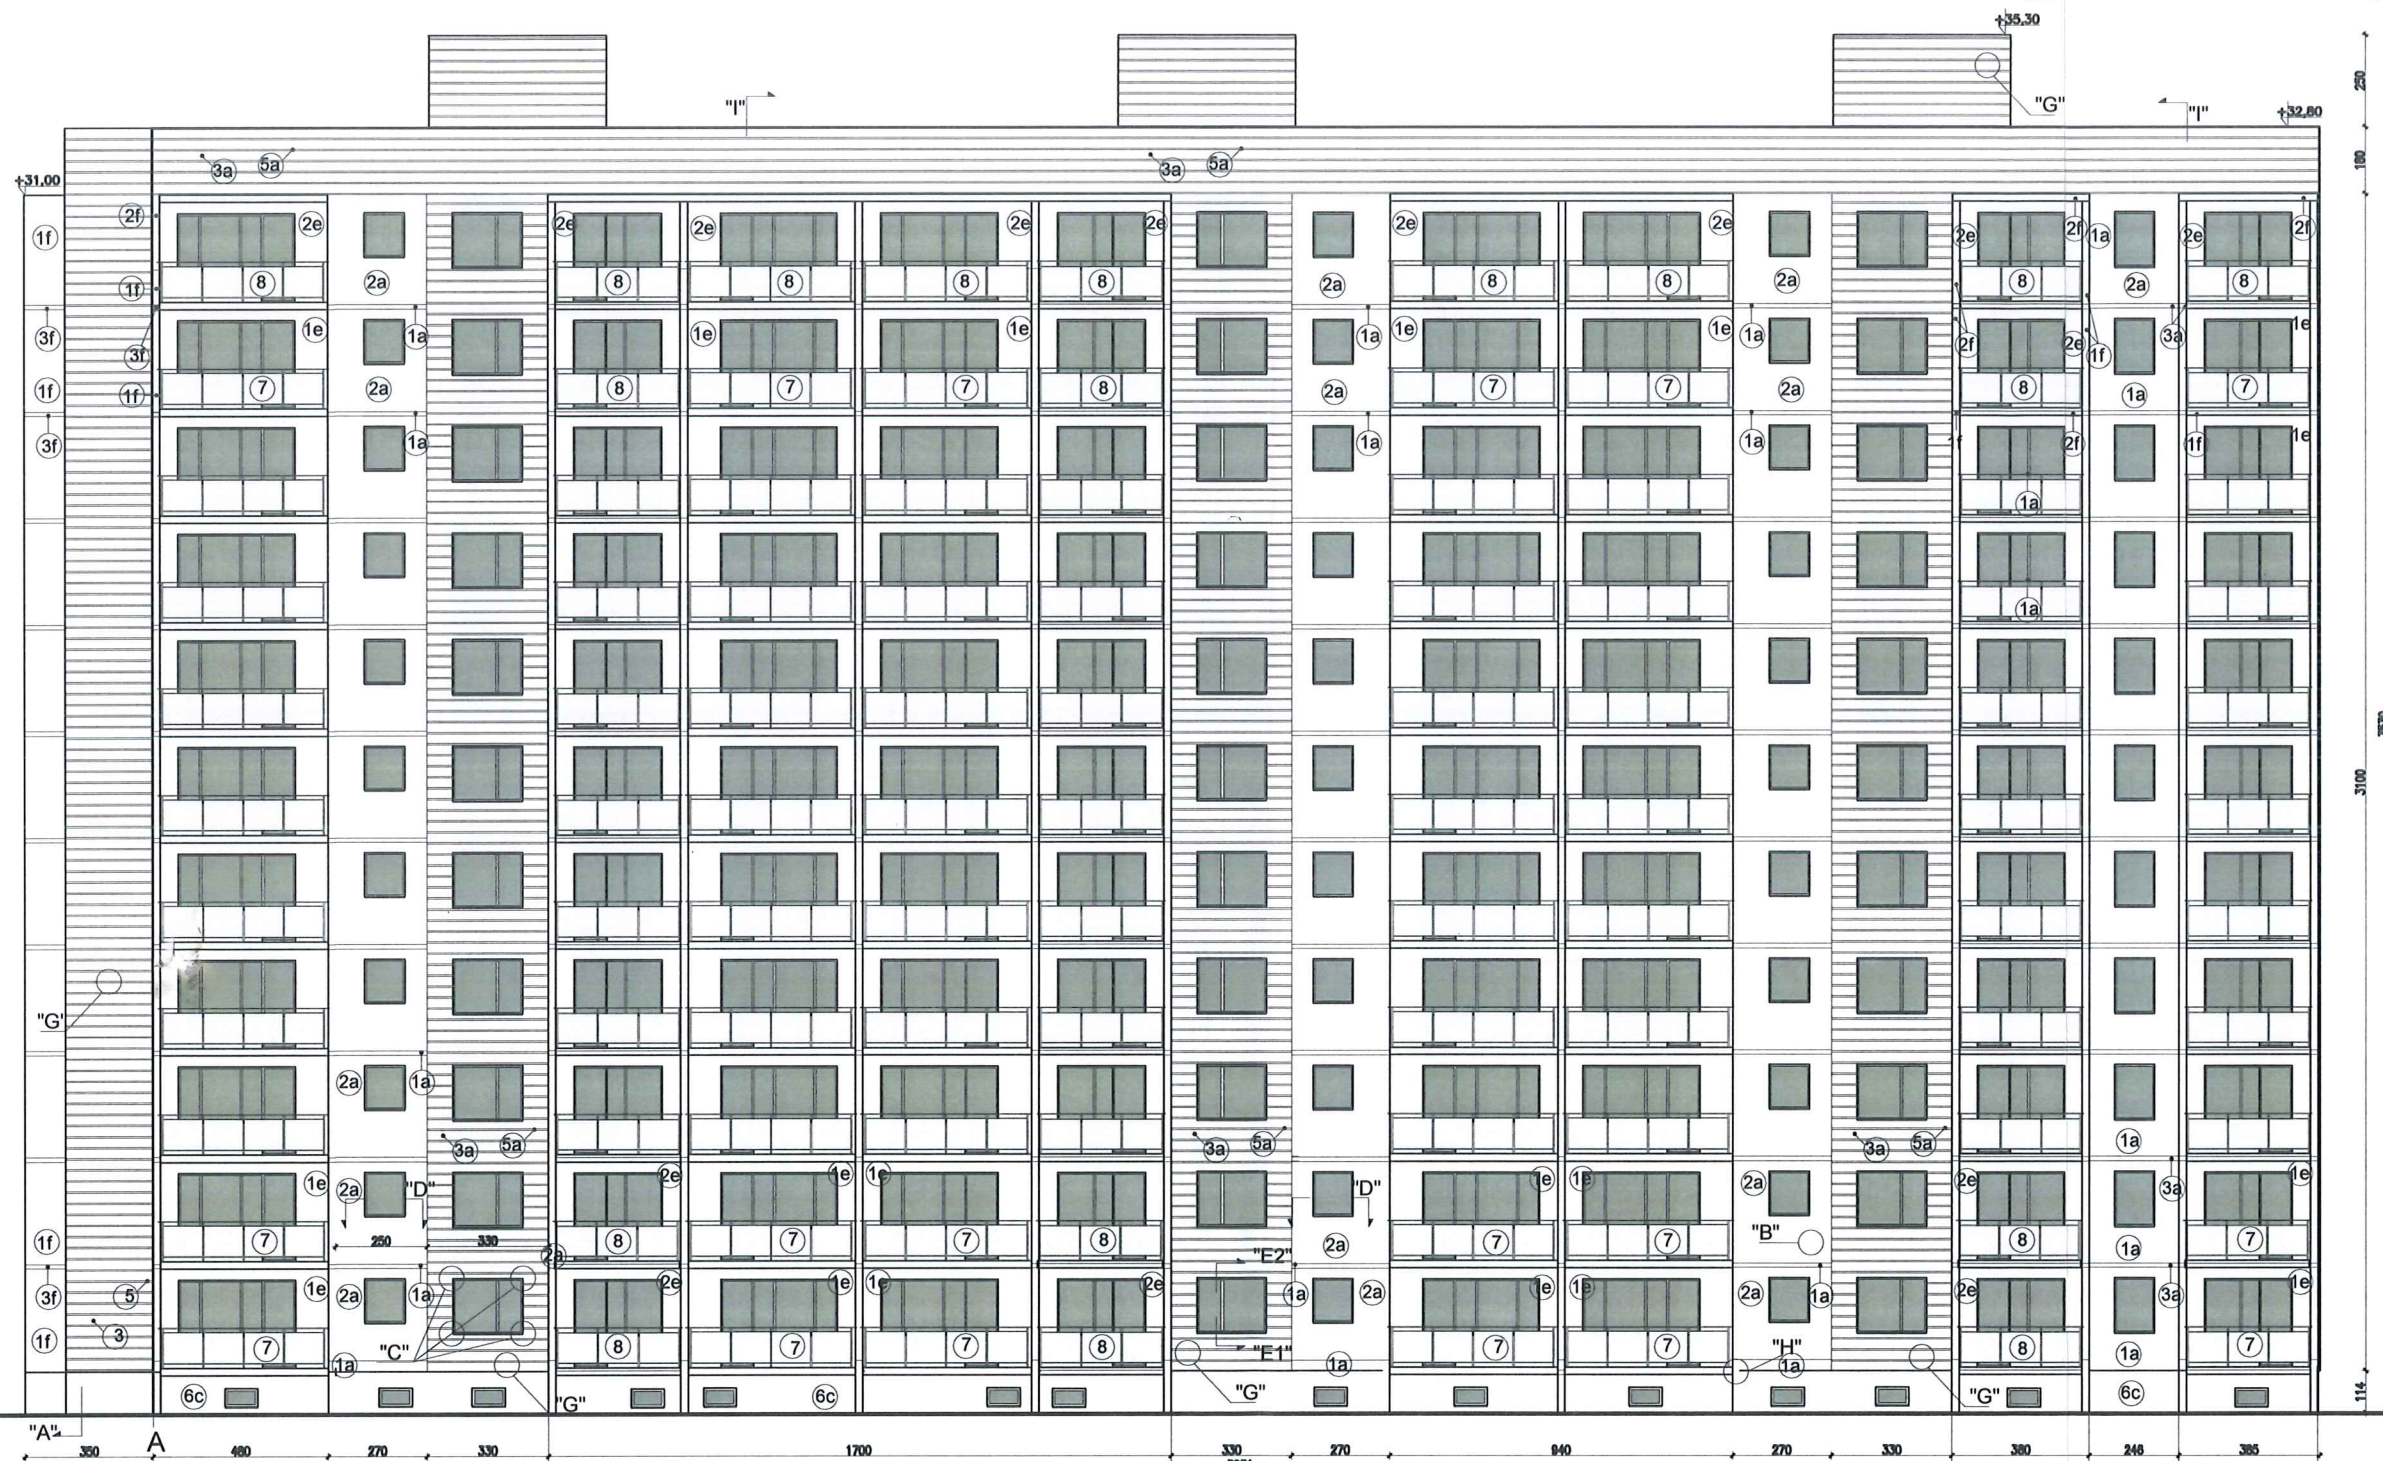 +35,30
"I" "G" "I" +32,60
250
3a 5a 3a 5a 180
+31,00
1f 2f 2e 2e 2e 2e 2e 2e 2e 2e 2f 1a 2e 2f
1f 8 2a 8 8 8 8 2a 8 8 2a 8 2a 8
3f 3f 1e 1a 1e 1e 1a 1e 1e 1a 2f 2e 1f 3a 1e
1f 1f 7 2a 8 7 7 8 2a 7 7 2a 8 1a 7
3f 1a 1a 1a 2f 1f 1e
1a
1a
3100
"G"
2a 1a
3a 5a 3a 5a 3a 5a 1a
1e 2a "D" 2e 1e 1e "D" 1e 1e 2a 2e 3a 1e
1f 7 250 330 2a 8 7 7 8 "E2" 2a 7 7 "B" 8 1a 7
3f 5 1e 2a 1a 2e 1e 1e 2e 1a 2a 1e 1e 2a 1a 2e 3a 1e
1f 3 7 1a "C" 8 7 7 8 "E1" 1a 7 7 "H" 1a 8 1a 7
6c "G" 6c "G" "G" 6c 114
"A" A
350 460 270 330 1700 330 270 940 270 330 380 246 385